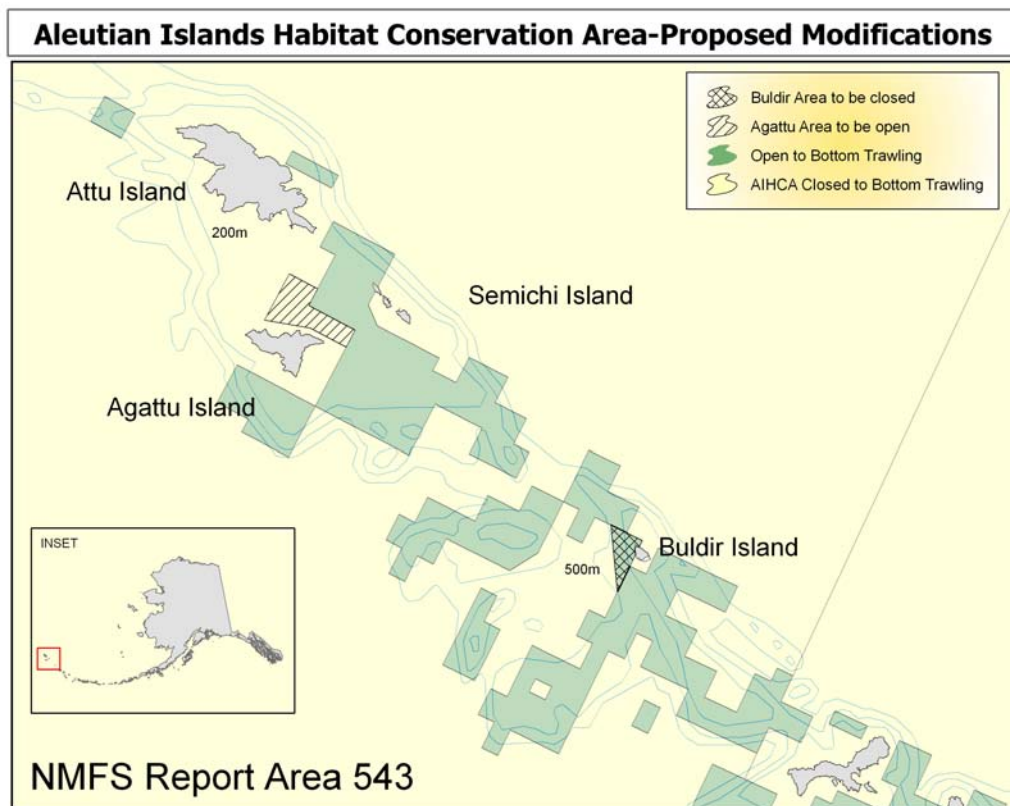 Aleutian Islands Habitat Conservation Area-Proposed Modifications
Buldir Area to be closed
Agattu Area to be open
Open to Bottom Trawling
AIHCA Closed to Bottom Trawling
Attu Island
200m
Semichi Island
Agattu Island
Buldir Island
500m
INSET
NMFS Report Area 543